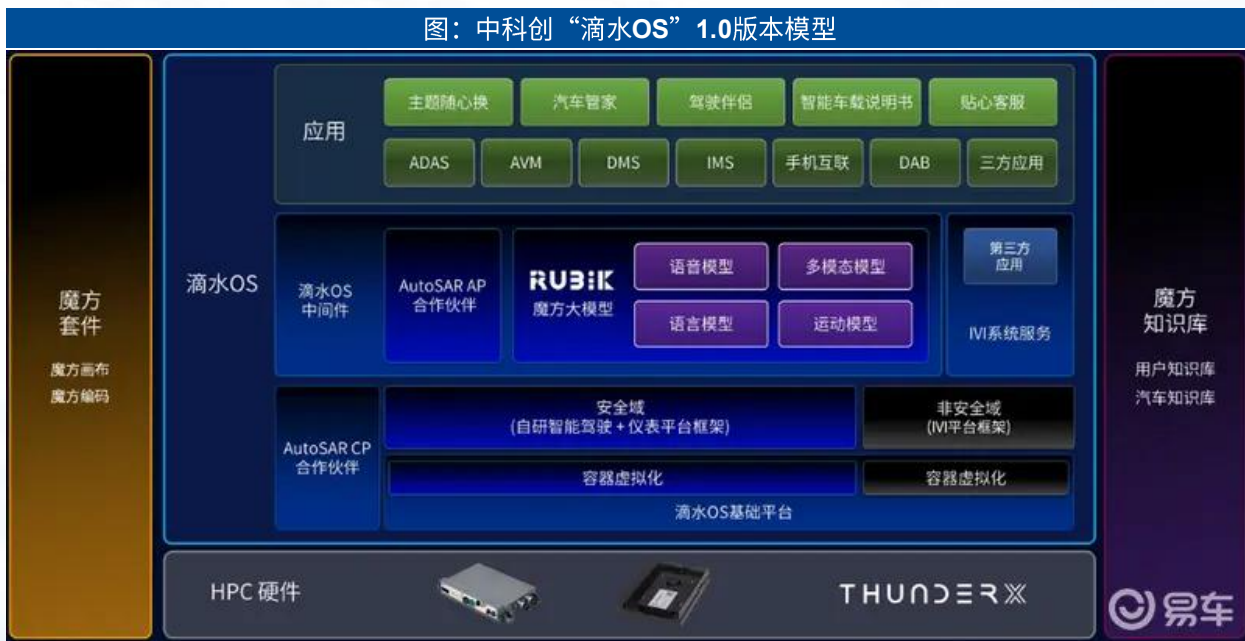 图：中科创“滴水OS”1.0版本模型
魔方
套件
魔方画布
魔方编码
滴水OS
应用
主题随心换
汽车管家
驾驶伴侣
智能车载说明书
贴心客服
ADAS
AVM
DMS
IMS
手机互联
DAB
三方应用
滴水OS
中间件
AutoSAR AP
合作伙伴
RUBIK
魔方大模型
语音模型
多模态模型
语言模型
运动模型
第三方
应用
IVI系统服务
AutoSAR CP
合作伙伴
安全域
(自研智能驾驶+仪表平台框架)
非安全域
(IVI平台框架)
容器虚拟化
容器虚拟化
滴水OS基础平台
HPC 硬件
THUNDERX
魔方
知识库
用户知识库
汽车知识库
易车